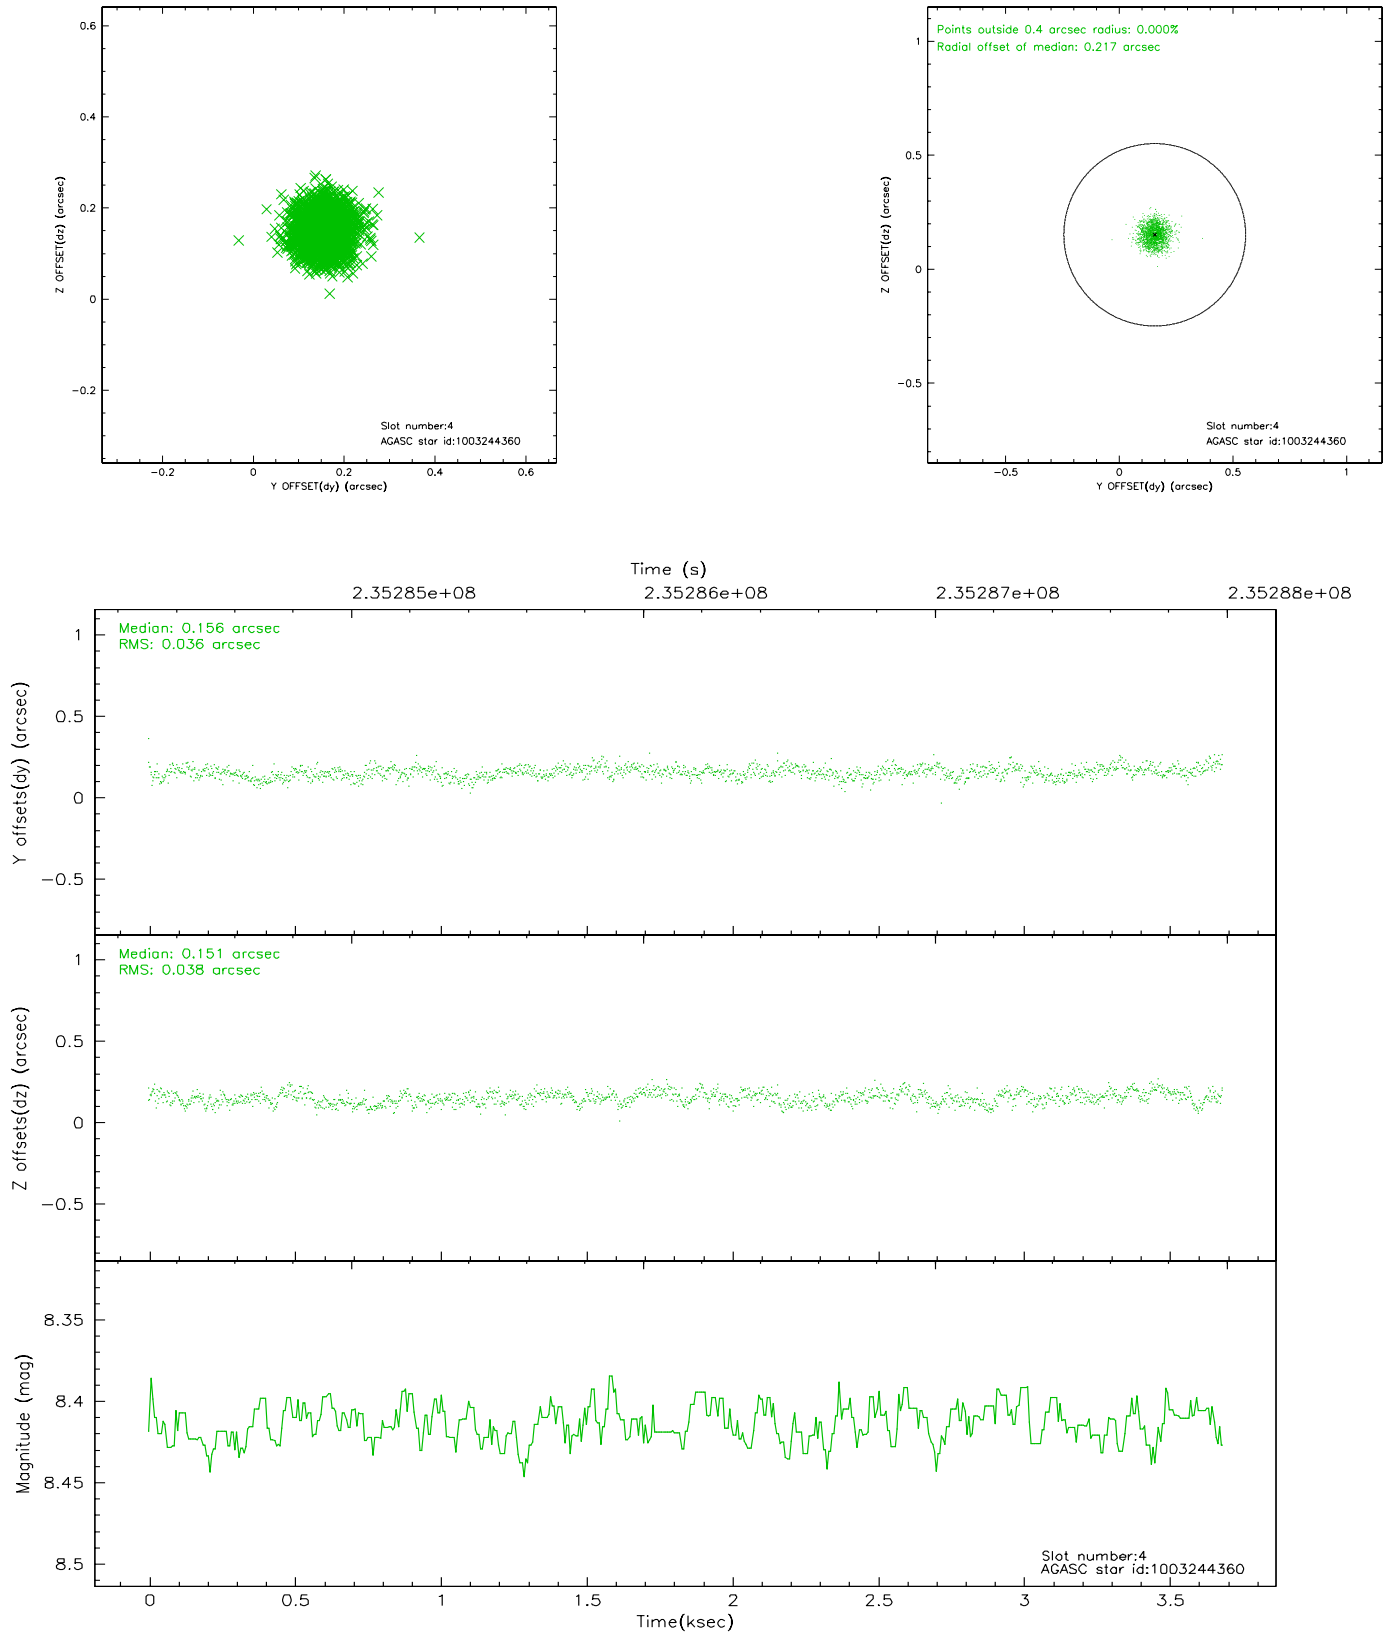 0.6
0.4
0.2
0
−0.2
Z OFFSET(dz) (arcsec)
Slot number:4
AGASC star id:1003244360
−0.2 0 0.2 0.4 0.6
Y OFFSET(dy) (arcsec)
Points outside 0.4 arcsec radius: 0.000%
Radial offset of median: 0.217 arcsec
1
0.5
0
−0.5
Z OFFSET(dz) (arcsec)
Slot number:4
AGASC star id:1003244360
−0.5 0 0.5 1
Y OFFSET(dy) (arcsec)
Time (s)
2.35285e+08 2.35286e+08 2.35287e+08 2.35288e+08
Median: 0.156 arcsec
RMS: 0.036 arcsec
1
0.5
0
−0.5
Y offsets(dy) (arcsec)
Median: 0.151 arcsec
RMS: 0.038 arcsec
1
0.5
0
−0.5
Z offsets(dz) (arcsec)
8.35
8.4
8.45
8.5
Magnitude (mag)
Slot number:4
AGASC star id:1003244360
0 0.5 1 1.5 2 2.5 3 3.5
Time(ksec)